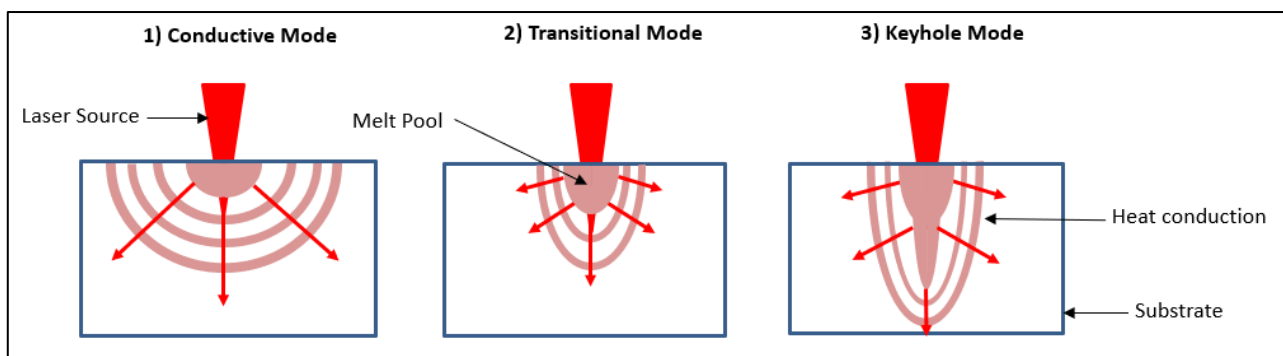 1) Conductive Mode
2) Transitional Mode
3) Keyhole Mode
Laser Source
Melt Pool
Heat conduction
Substrate